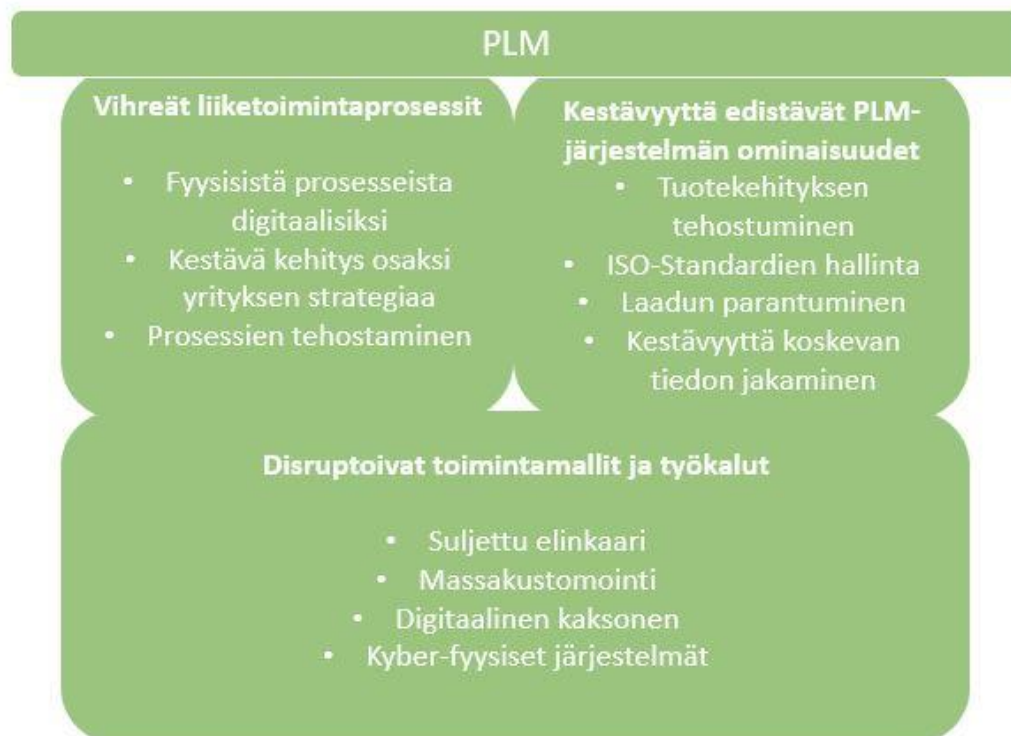 PLM
Vihreät liiketoimintaprosessit
• Fyysisistä prosesseista
digitaalisiksi
• Kestävä kehitys osaksi
yrityksen strategiaa
• Prosessien tehostaminen
Kestävyyttä edistävät PLM-
järjestelmän ominaisuudet
• Tuotekehityksen
tehostuminen
• ISO-Standardien hallinta
• Laadun parantuminen
• Kestävyyttä koskevan
tiedon jakaminen
Disruptoivat toimintamallit ja työkalut
• Suljettu elinkaari
• Massakustomointi
• Digitaalinen kaksonen
• Kyber-fyysiset järjestelmät